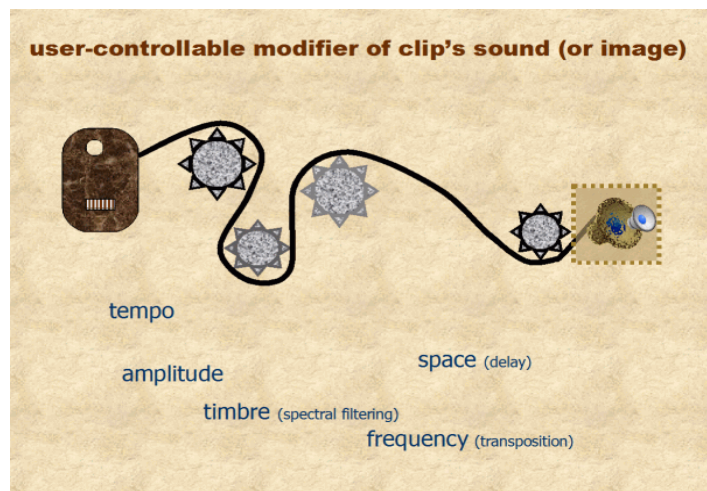 user-controllable modifier of clip's sound (or image)
tempo
amplitude
space (delay)
timbre (spectral filtering)
frequency (transposition)